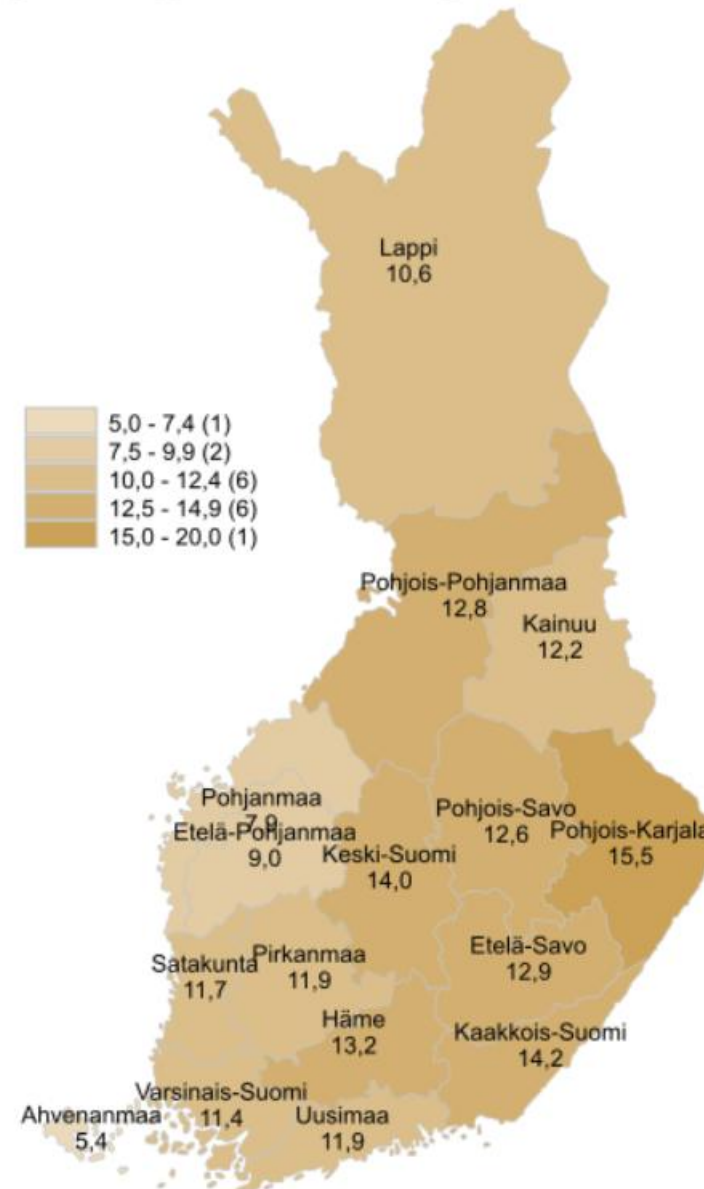 Lappi
10,6
5,0 - 7,4 (1)
7,5 - 9,9 (2)
10,0 - 12,4 (6)
12,5 - 14,9 (6)
15,0 - 20,0 (1)
Pohjois-Pohjanmaa
12,8
Kainuu
12,2
Pohjanmaa
7,9
Etelä-Pohjanmaa
9,0
Keski-Suomi
14,0
Pohjois-Savo
12,6
Pohjois-Karjala
15,5
Satakunta
11,7
Pirkanmaa
11,9
Etelä-Savo
12,9
Häme
13,2
Kaakkois-Suomi
14,2
Ahvenanmaa
5,4
Varsinais-Suomi
11,4
Uusimaa
11,9